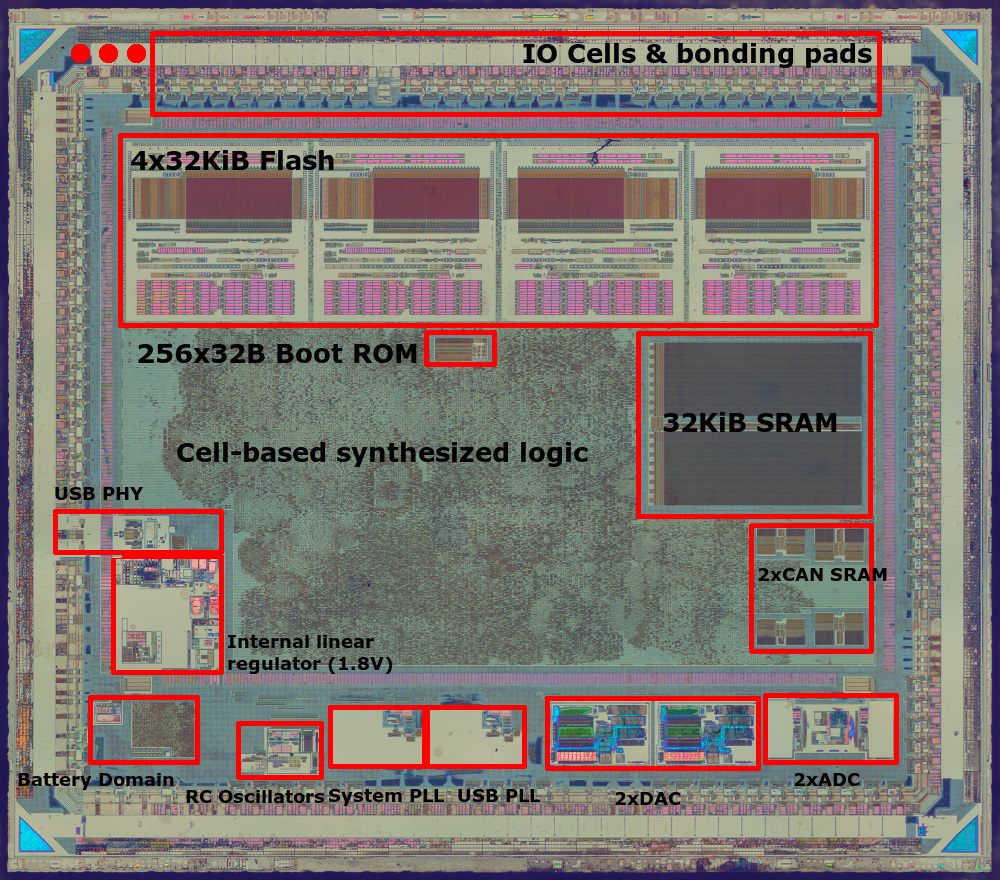 IO Cells & bonding pads
4x32KiB Flash
256x32B Boot ROM
32KiB SRAM
Cell-based synthesized logic
USB PHY
2xCAN SRAM
Internal linear
regulator (1.8V)
Battery Domain
RC Oscillators
System PLL
USB PLL
2xDAC
2xADC